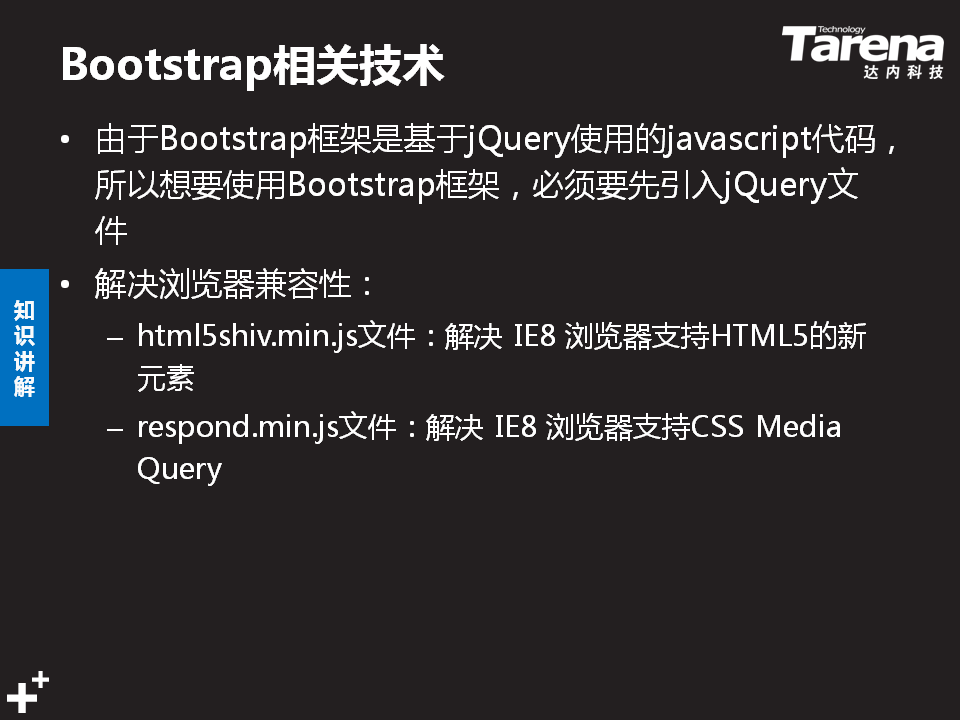 Bootstrap相关技术
Technology
Tarena
达内科技
• 由于Bootstrap框架是基于jQuery使用的javascript代码，
所以想要使用Bootstrap框架，必须要先引入jQuery文
件
• 解决浏览器兼容性：
– html5shiv.min.js文件：解决 IE8 浏览器支持HTML5的新
元素
– respond.min.js文件：解决 IE8 浏览器支持CSS Media
Query
知
识
讲
解